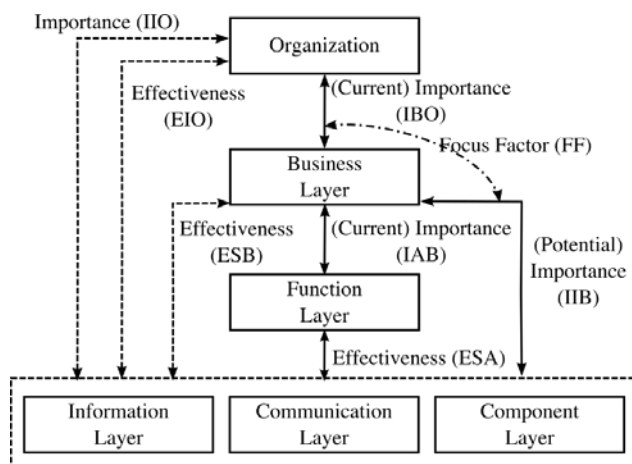 Importance (IIO)
Organization
Effectiveness
(EIO)
(Current) Importance
(IBO)
Focus Factor (FF)
Business
Layer
Effectiveness
(ESB)
(Current) Importance
(IAB)
(Potential)
Importance
(IIB)
Function
Layer
Effectiveness (ESA)
Information
Layer
Communication
Layer
Component
Layer